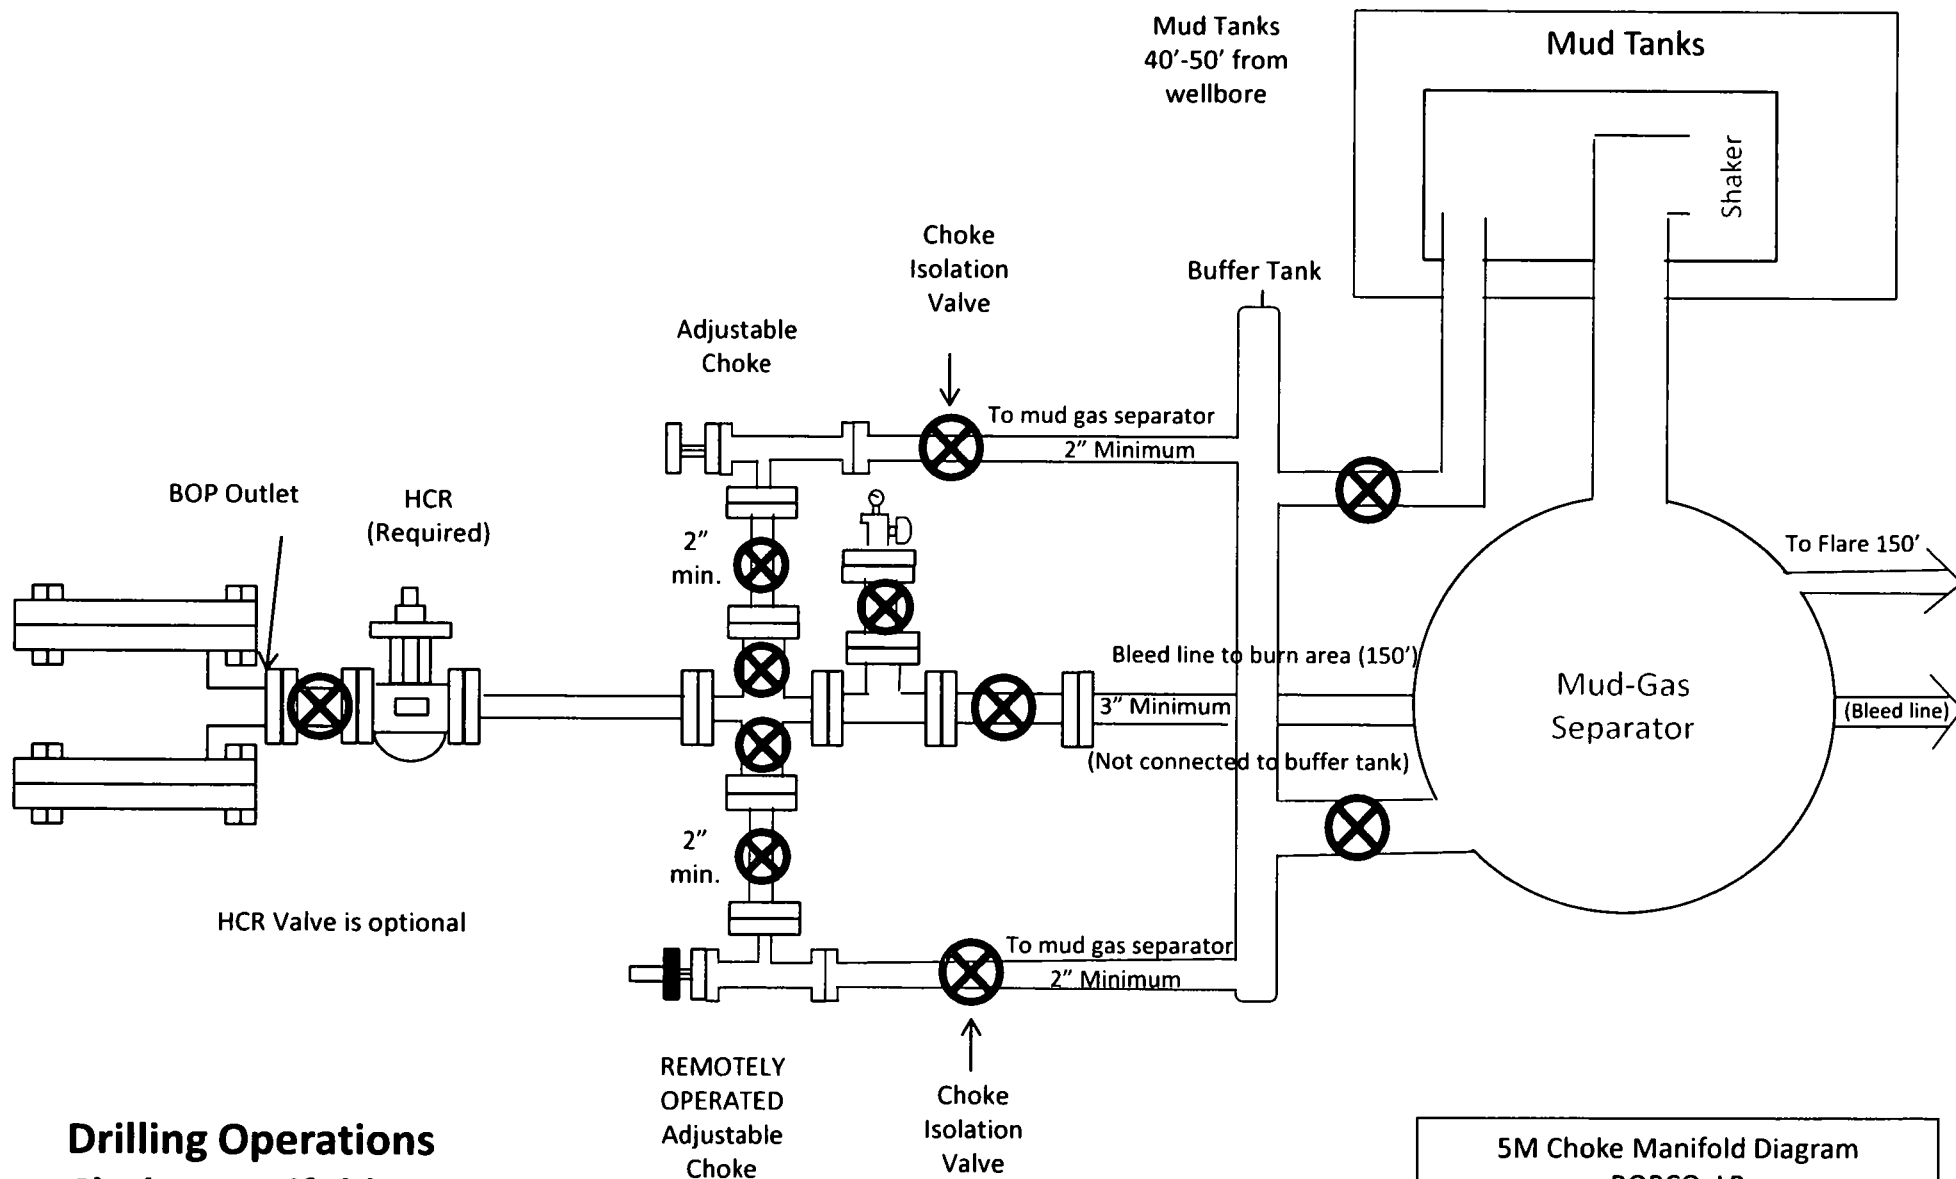 Mud Tanks
40'-50' from
wellbore
Mud Tanks
Shaker
Choke
Isolation
Valve
Buffer Tank
Adjustable
Choke
To mud gas separator
2" Minimum
BOP Outlet
HCR
(Required)
2"
min.
To Flare 150'
Bleed line to burn area (150')
3" Minimum
(Not connected to buffer tank)
Mud-Gas
Separator
(Bleed line)
2"
min.
HCR Valve is optional
To mud gas separator
2" Minimum
REMOTELY
OPERATED
Adjustable
Choke
Choke
Isolation
Valve
Drilling Operations
5M Choke Manifold Diagram